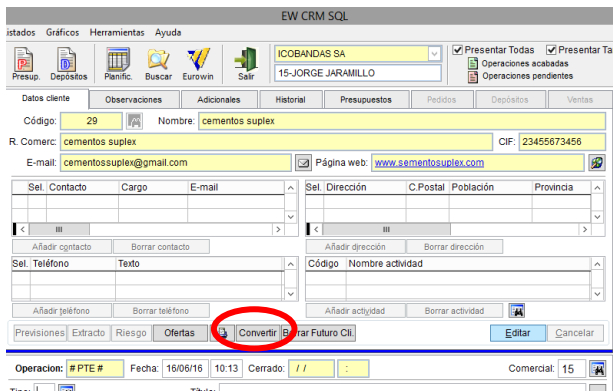 EW CRM SQL
istados Gráficos Herramientas Ayuda
Presup. Depósitos Planific. Buscar Eurowin Salir
ICOBANDAS SA
15-JORGE JARAMILLO
Presentar Todas Presentar Ta
Operaciones acabadas
Operaciones pendientes
Datos cliente Observaciones Adicionales Historial Presupuestos Pedidos Depósitos Ventas
Código: 29 Nombre: cementos suplex
R. Comerc: cementos suplex CIF: 23455673456
E-mail: cementossuplex@gmail.com Página web: www.sementosuplex.com
Sel. Contacto Cargo E-mail
Sel. Dirección C.Postal Población Provincia
Añadir contacto Borrar contacto Añadir dirección Borrar dirección
Sel. Teléfono Texto
Código Nombre actividad
Añadir teléfono Borrar teléfono Añadir actividad Borrar actividad
Previsiones Extracto Riesgo Ofertas Convertir Borrar Futuro Cli. Editar Cancelar
Operacion: # PTE # Fecha: 16/06/16 10:13 Cerrado: / / : Comercial: 15